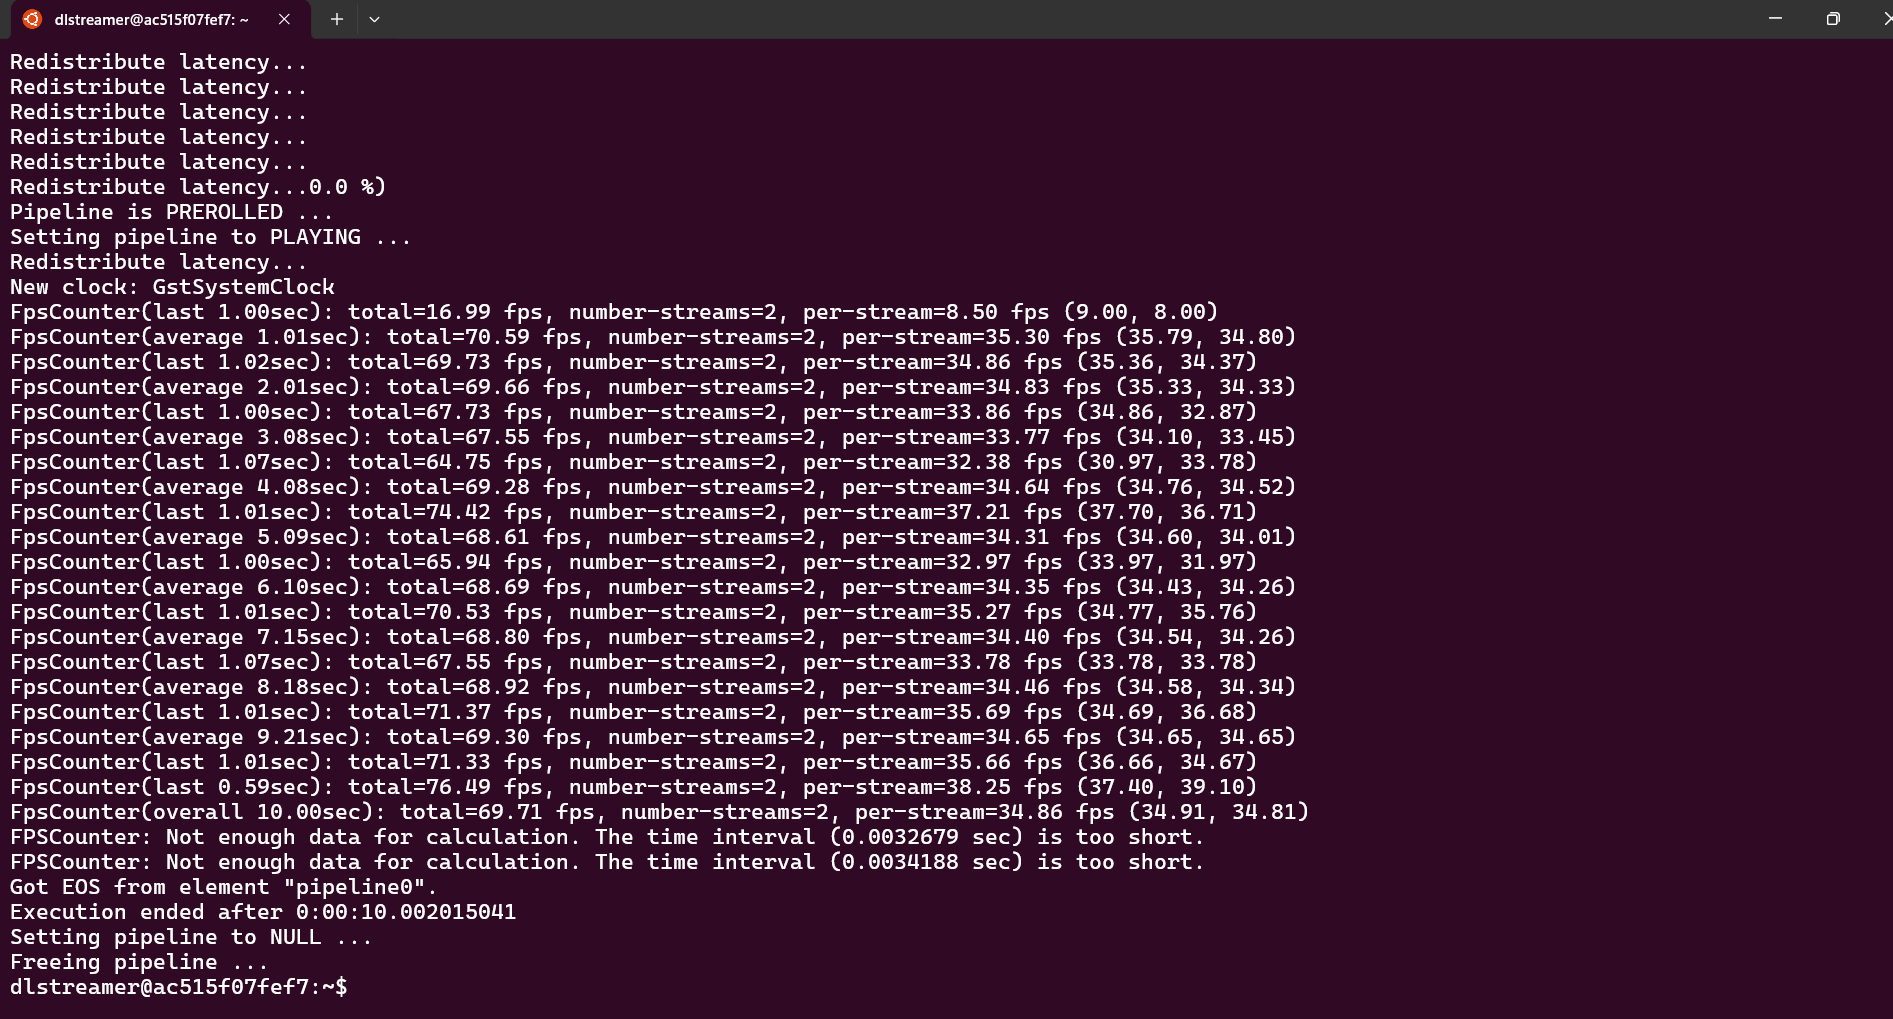 dlstreamer@ac515f07fef7: ~
Redistribute latency...
Redistribute latency...
Redistribute latency...
Redistribute latency...
Redistribute latency...
Redistribute latency...0.0 %)
Pipeline is PREROLLED ...
Setting pipeline to PLAYING ...
Redistribute latency...
New clock: GstSystemClock
FpsCounter(last 1.00sec): total=16.99 fps, number-streams=2, per-stream=8.50 fps (9.00, 8.00)
FpsCounter(average 1.01sec): total=70.59 fps, number-streams=2, per-stream=35.30 fps (35.79, 34.80)
FpsCounter(last 1.02sec): total=69.73 fps, number-streams=2, per-stream=34.86 fps (35.36, 34.37)
FpsCounter(average 2.01sec): total=69.66 fps, number-streams=2, per-stream=34.83 fps (35.33, 34.33)
FpsCounter(last 1.00sec): total=67.73 fps, number-streams=2, per-stream=33.86 fps (34.86, 32.87)
FpsCounter(average 3.08sec): total=67.55 fps, number-streams=2, per-stream=33.77 fps (34.10, 33.45)
FpsCounter(last 1.07sec): total=64.75 fps, number-streams=2, per-stream=32.38 fps (30.97, 33.78)
FpsCounter(average 4.08sec): total=69.28 fps, number-streams=2, per-stream=34.64 fps (34.76, 34.52)
FpsCounter(last 1.01sec): total=74.42 fps, number-streams=2, per-stream=37.21 fps (37.70, 36.71)
FpsCounter(average 5.09sec): total=68.61 fps, number-streams=2, per-stream=34.31 fps (34.60, 34.01)
FpsCounter(last 1.00sec): total=65.94 fps, number-streams=2, per-stream=32.97 fps (33.97, 31.97)
FpsCounter(average 6.10sec): total=68.69 fps, number-streams=2, per-stream=34.35 fps (34.43, 34.26)
FpsCounter(last 1.01sec): total=70.53 fps, number-streams=2, per-stream=35.27 fps (34.77, 35.76)
FpsCounter(average 7.15sec): total=68.80 fps, number-streams=2, per-stream=34.40 fps (34.54, 34.26)
FpsCounter(last 1.07sec): total=67.55 fps, number-streams=2, per-stream=33.78 fps (33.78, 33.78)
FpsCounter(average 8.18sec): total=68.92 fps, number-streams=2, per-stream=34.46 fps (34.58, 34.34)
FpsCounter(last 1.01sec): total=71.37 fps, number-streams=2, per-stream=35.69 fps (34.69, 36.68)
FpsCounter(average 9.21sec): total=69.30 fps, number-streams=2, per-stream=34.65 fps (34.65, 34.65)
FpsCounter(last 1.01sec): total=71.33 fps, number-streams=2, per-stream=35.66 fps (36.66, 34.67)
FpsCounter(last 0.59sec): total=76.49 fps, number-streams=2, per-stream=38.25 fps (37.40, 39.10)
FpsCounter(overall 10.00sec): total=69.71 fps, number-streams=2, per-stream=34.86 fps (34.91, 34.81)
FPSCounter: Not enough data for calculation. The time interval (0.0032679 sec) is too short.
FPSCounter: Not enough data for calculation. The time interval (0.0034188 sec) is too short.
Got EOS from element "pipeline0".
Execution ended after 0:00:10.002015041
Setting pipeline to NULL ...
Freeing pipeline ...
dlstreamer@ac515f07fef7:~$